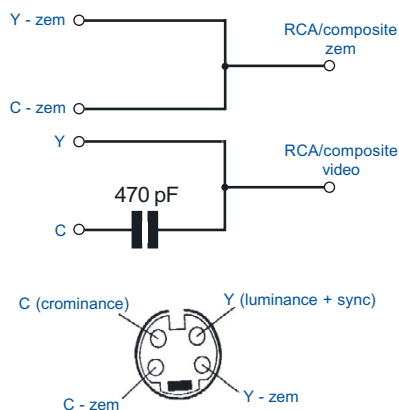 Y - zem
RCA/composite
zem
C - zem
Y
RCA/composite
video
470 pF
C
C (crominance)
Y (luminance + sync)
C - zem
Y - zem